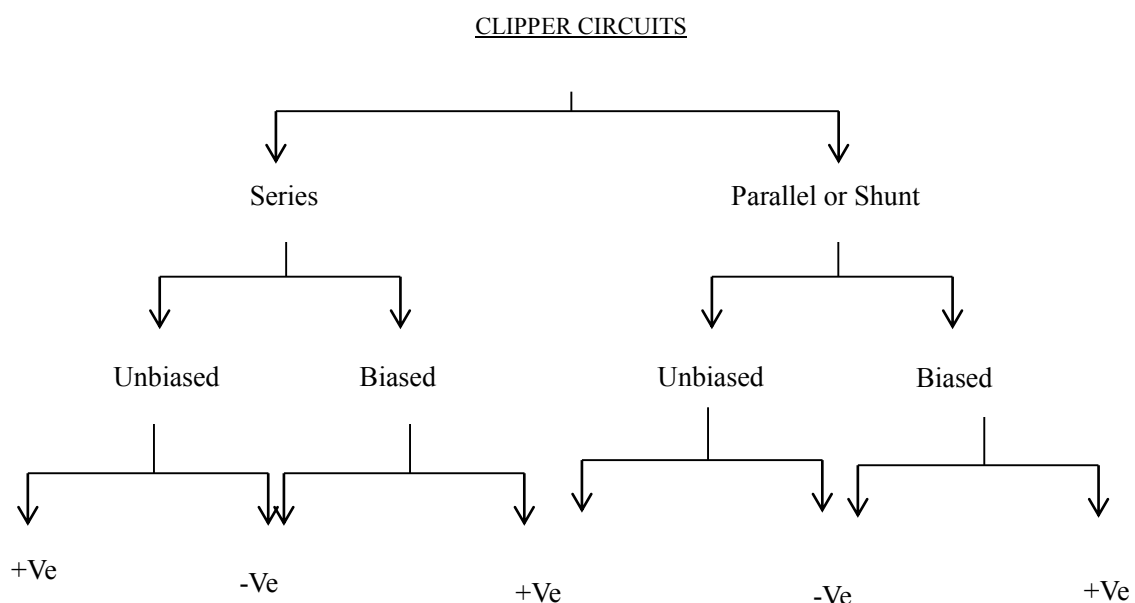 CLIPPER CIRCUITS
Series Parallel or Shunt
Unbiased Biased Unbiased Biased
+Ve -Ve +Ve -Ve +Ve